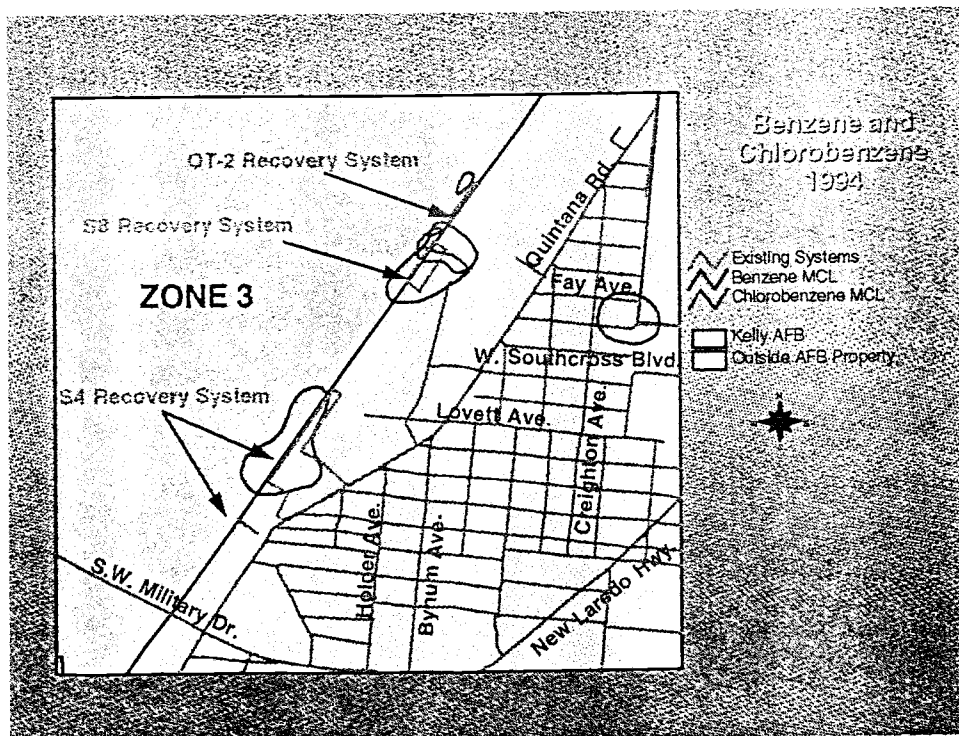 Benzene and
Chlorobenzene
1994
OT-2 Recovery System
S8 Recovery System
ZONE 3
S4 Recovery System
Quintana Rd.
Fay Ave.
W. Southcross Blvd.
Lovett Ave.
Creighton Ave.
Holder Ave.
Bynum Ave.
New Laredo Hwy.
S.W. Military Dr.
Existing Systems
Benzene MCL
Chlorobenzene MCL
Kelly AFB
Outside AFB Property
N